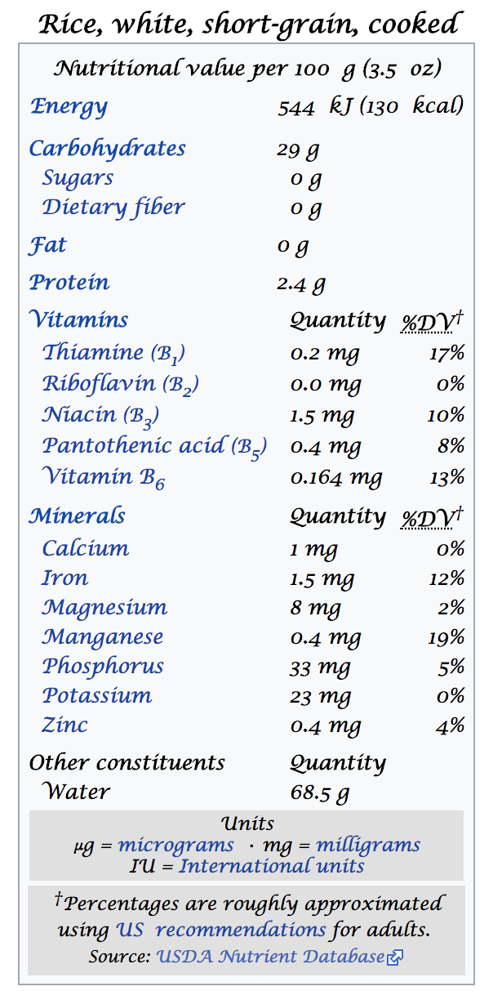 Rice, white, short-grain, cooked
Nutritional value per 100 g (3.5 oz)
Energy 544 kJ (130 kcal)
Carbohydrates 29 g
Sugars 0 g
Dietary fiber 0 g
Fat 0 g
Protein 2.4 g
Vitamins Quantity %DV†
Thiamine (B1) 0.2 mg 17%
Riboflavin (B2) 0.0 mg 0%
Niacin (B3) 1.5 mg 10%
Pantothenic acid (B5) 0.4 mg 8%
Vitamin B6 0.164 mg 13%
Minerals Quantity %DV†
Calcium 1 mg 0%
Iron 1.5 mg 12%
Magnesium 8 mg 2%
Manganese 0.4 mg 19%
Phosphorus 33 mg 5%
Potassium 23 mg 0%
Zinc 0.4 mg 4%
Other constituents Quantity
Water 68.5 g
Units
μg = micrograms · mg = milligrams
IU = International units
†Percentages are roughly approximated
using US recommendations for adults.
Source: USDA Nutrient Database